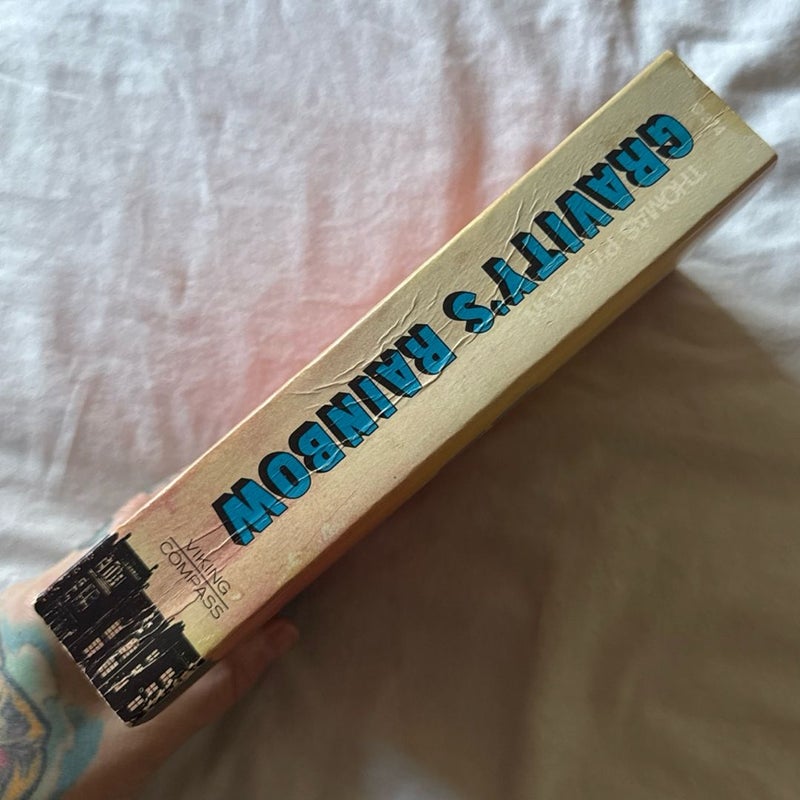 GRAVITY'S RAINBOW
THOMAS PYNCHON
VIKING
COMPASS